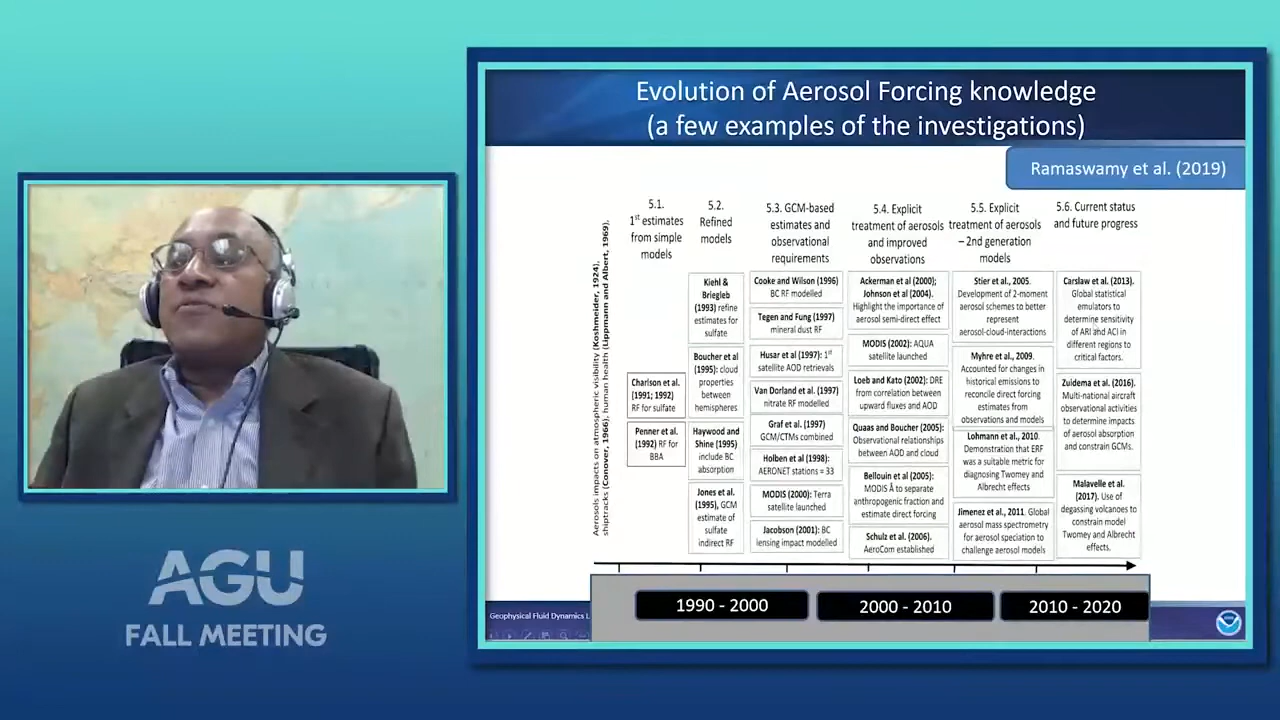 Evolution of Aerosol Forcing knowledge
(a few examples of the investigations)
Ramaswamy et al. (2019)
Aerosols impacts on atmospheric visibility (Koshmeider, 1924),
shiptracks (Conover, 1966), human health (Lippmann and Albert, 1969),
5.1.
1st estimates
from simple
models
Charlson et al.
(1991; 1992)
RF for sulfate
Penner et al.
(1992) RF for
BBA
5.2.
Refined
models
Kiehl &
Briegleb
(1993) refine
estimates for
sulfate
Boucher et al
(1995): cloud
properties
between
hemispheres
Haywood and
Shine (1995)
include BC
absorption
Jones et al.
(1995), GCM
estimate of
sulfate
indirect RF
5.3. GCM-based
estimates and
observational
requirements
Cooke and Wilson (1996)
BC RF modelled
Tegen and Fung (1997)
mineral dust RF
Husar et al (1997): 1st
satellite AOD retrievals
Van Dorland et al (1997)
nitrate RF modelled
Graf et al. (1997)
GCM/CTMs combined
Holben et al (1998):
AERONET stations = 33
MODIS (2000): Terra
satellite launched
Jacobson (2001): BC
lensing impact modelled
5.4. Explicit
treatment of aerosols
and improved
observations
Ackerman et al (2000);
Johnson et al (2004).
Highlight the importance of
aerosol semi-direct effect
MODIS (2002): AQUA
satellite launched
Loeb and Kato (2002): DRE
from correlation between
upward fluxes and AOD
Quaas and Boucher (2005):
Observational relationships
between AOD and cloud
Bellouin et al (2005):
MODIS Å to separate
anthropogenic fraction and
estimate direct forcing
Schulz et al. (2006).
AeroCom established
5.5. Explicit
treatment of aerosols
– 2nd generation
models
Stier et al., 2005.
Development of 2-moment
aerosol schemes to better
represent
aerosol-cloud-interactions
Myhre et al., 2009.
Accounted for changes in
historical emissions to
reconcile direct forcing
estimates from
observations and models
Lohmann et al., 2010.
Demonstration that ERF
was a suitable metric for
diagnosing Twomey and
Albrecht effects
Jimenez et al., 2011. Global
aerosol mass spectrometry
for aerosol speciation to
challenge aerosol models
5.6. Current status
and future progress
Carslaw et al. (2013).
Global statistical
emulators to
determine sensitivity
of ARI and ACI in
different regions to
critical factors.
Zuidema et al. (2016).
Multi-national aircraft
observational activities
to determine impacts
of aerosol absorption
and constrain GCMs.
Malavelle et al.
(2017). Use of
degassing volcanoes to
constrain model
Twomey and Albrecht
effects.
1990 - 2000
2000 - 2010
2010 - 2020
Geophysical Fluid Dynamics L
AGU
FALL MEETING